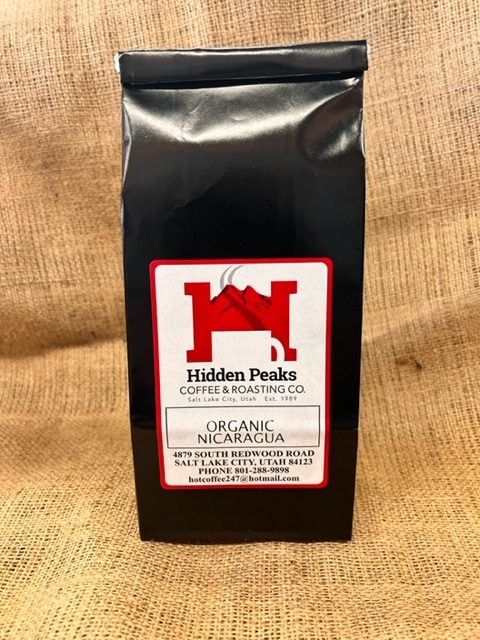 Hidden Peaks
COFFEE & ROASTING CO.
Salt Lake City, Utah Est. 1989
ORGANIC
NICARAGUA
4879 SOUTH REDWOOD ROAD
SALT LAKE CITY, UTAH 84123
PHONE 801-288-9898
hotcoffee247@hotmail.com